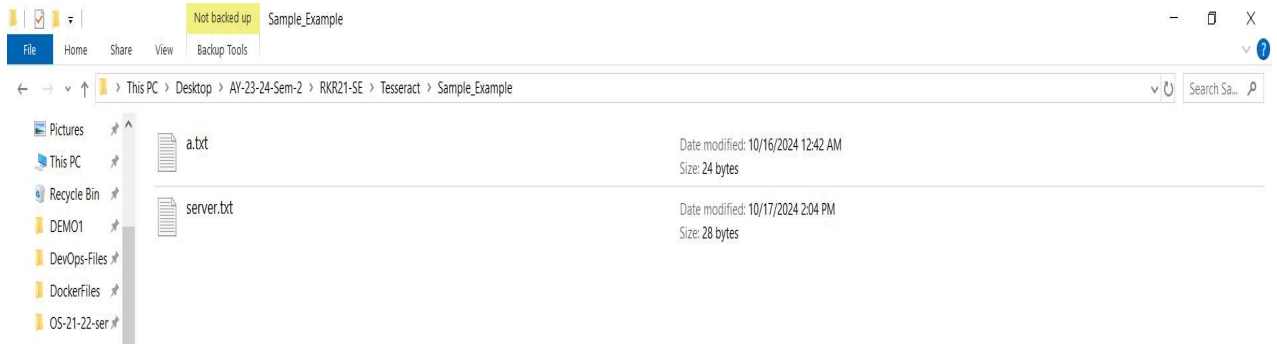 Not backed up Sample_Example
File Home Share View Backup Tools
This PC > Desktop > AY-23-24-Sem-2 > RKR21-SE > Tesseract > Sample_Example
Search Sa...
Pictures
This PC
Recycle Bin
DEMO1
DevOps-Files
DockerFiles
OS-21-22-ser
a.txt
Date modified: 10/16/2024 12:42 AM
Size: 24 bytes
server.txt
Date modified: 10/17/2024 2:04 PM
Size: 28 bytes